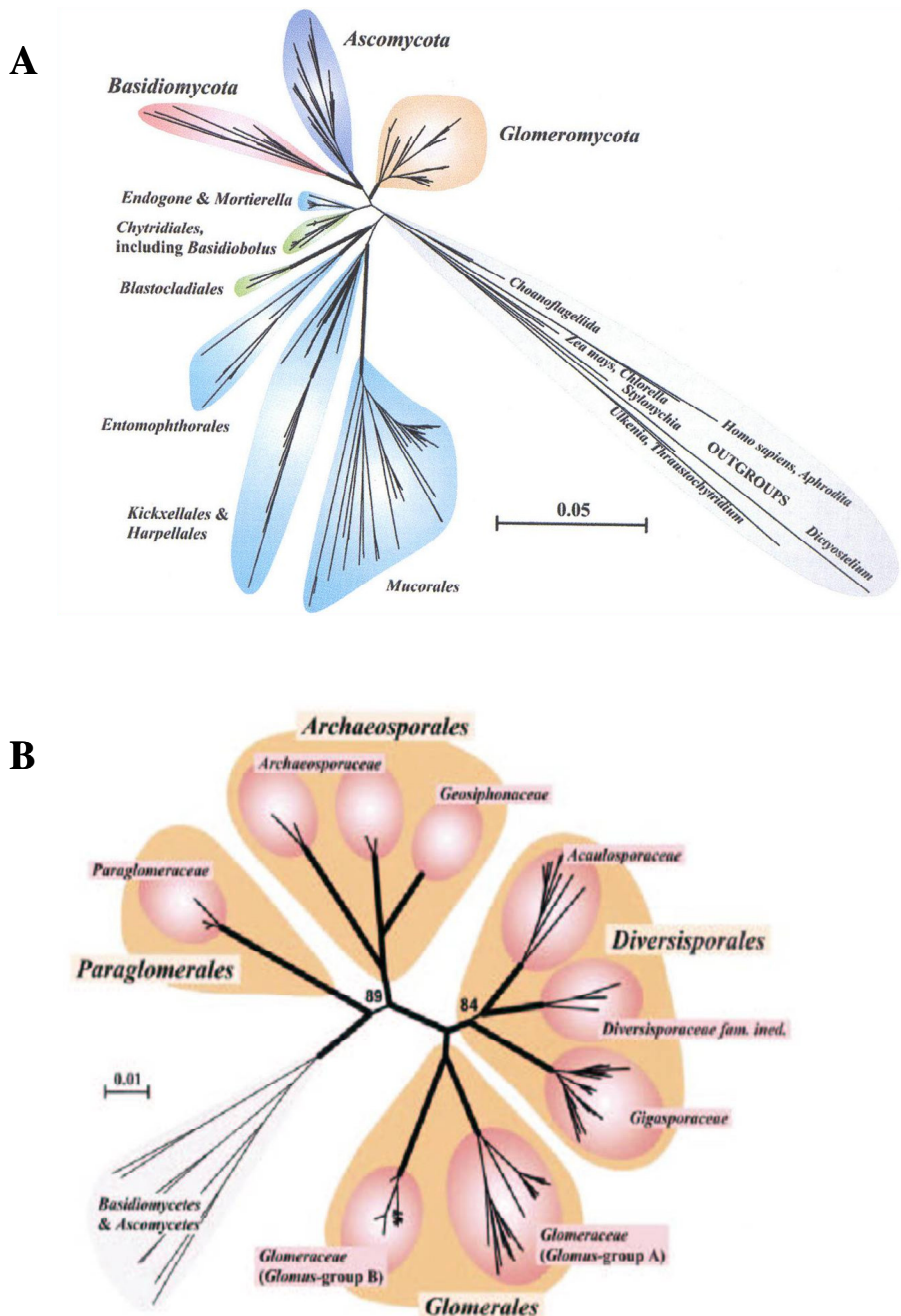 A
Ascomycota
Basidiomycota
Glomeromycota
Endogone & Mortierella
Chytridiales,
including Basidiobolus
Blastocladiales
Choanoflagellida
Zea mays, Chlorella
Stylonychia
Homo sapiens, Aphrodita
Ulkenia, Thraustochytridium
OUTGROUPS
Dictyostelium
Entomophthorales
0.05
Kickxellales &
Harpellales
Mucorales
B
Archaeosporales
Archaeosporaceae
Geosiphonaceae
Acaulosporaceae
Paraglomeraceae
Diversisporales
Paraglomerales
89
84
Diversisporaceae fam. ined.
0.01
Gigasporaceae
Basidiomycetes
& Ascomycetes
Glomeraceae
(Glomus-group B)
Glomeraceae
(Glomus-group A)
Glomerales